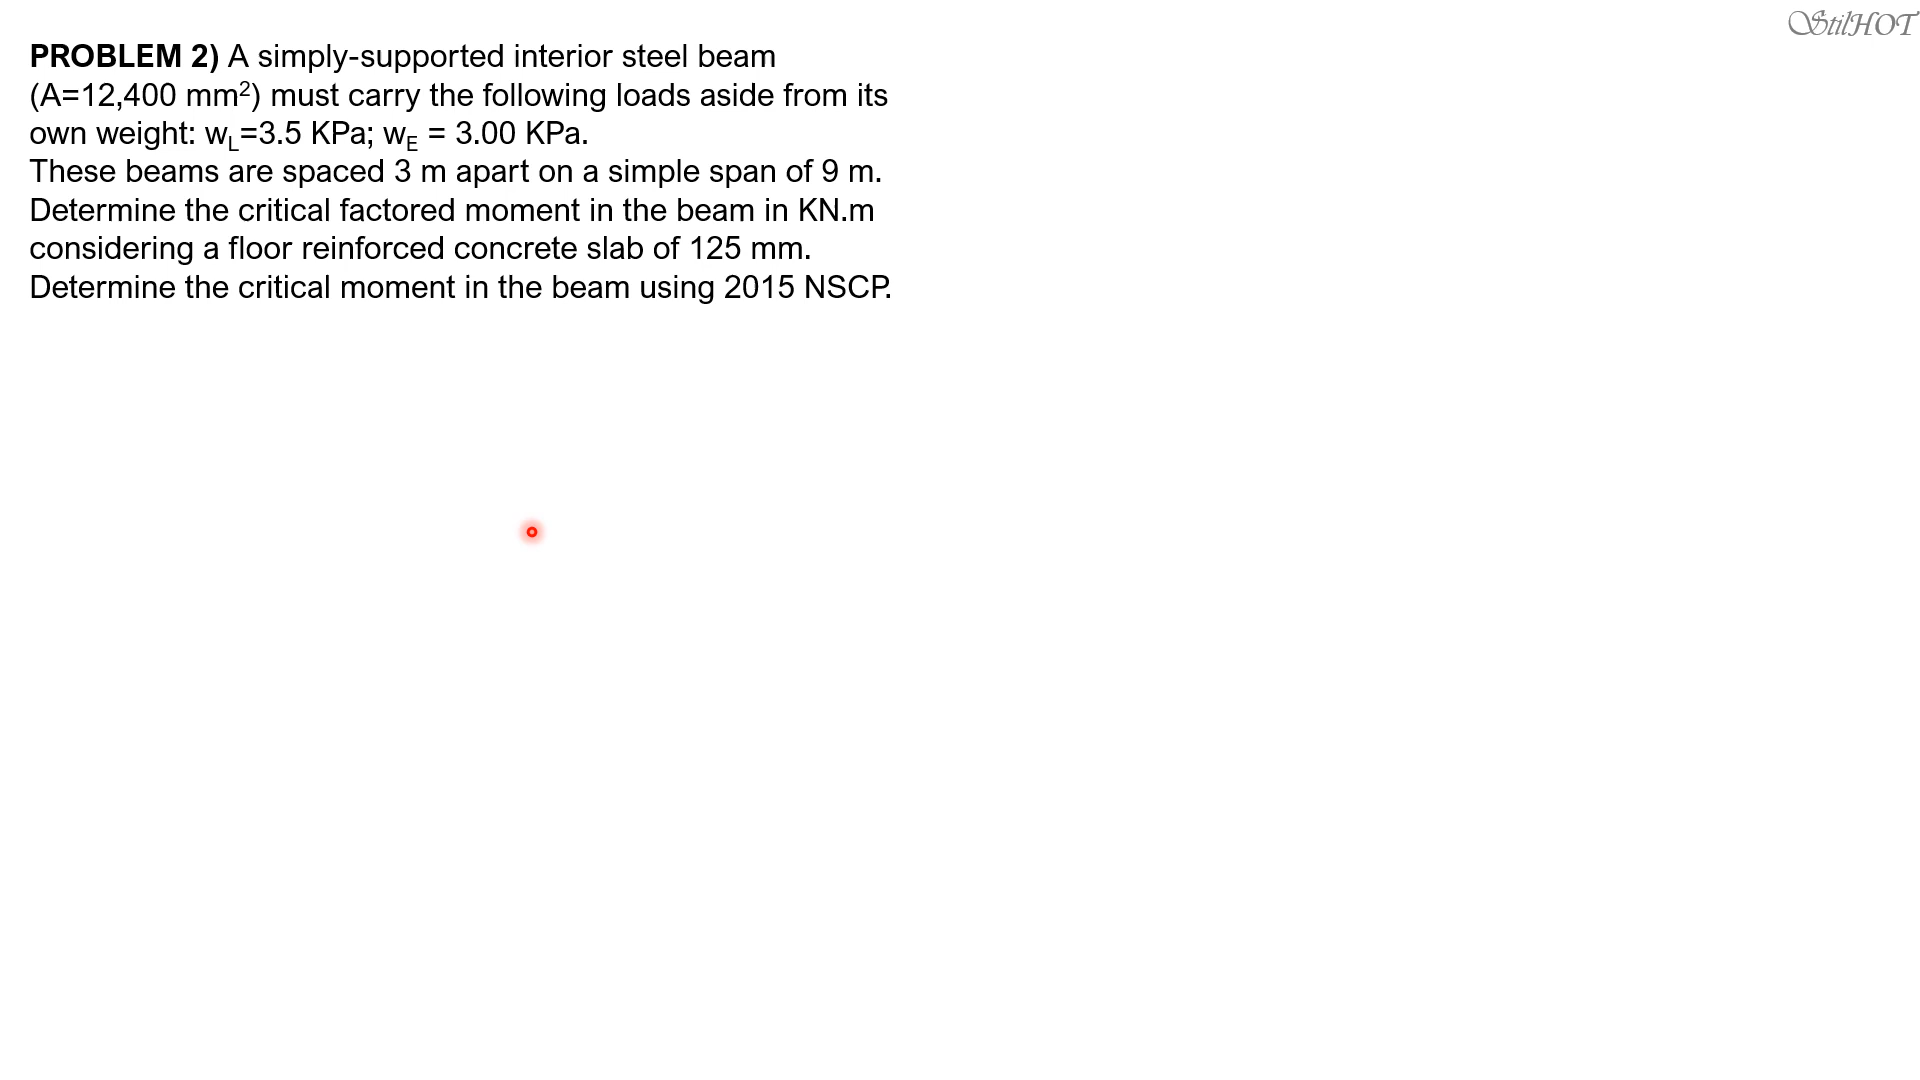 StilHOT
PROBLEM 2) A simply-supported interior steel beam
(A=12,400 mm²) must carry the following loads aside from its
own weight: w_L=3.5 KPa; w_E = 3.00 KPa.
These beams are spaced 3 m apart on a simple span of 9 m.
Determine the critical factored moment in the beam in KN.m
considering a floor reinforced concrete slab of 125 mm.
Determine the critical moment in the beam using 2015 NSCP.